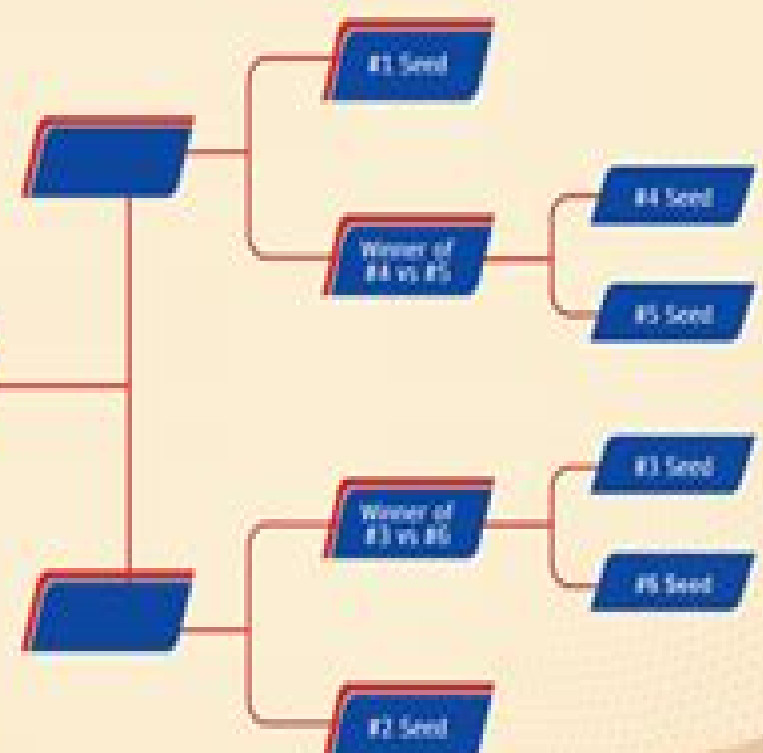 #1 Seed
#4 Seed
Winner of
#4 vs #5
#5 Seed
#3 Seed
Winner of
#3 vs #6
#6 Seed
#2 Seed